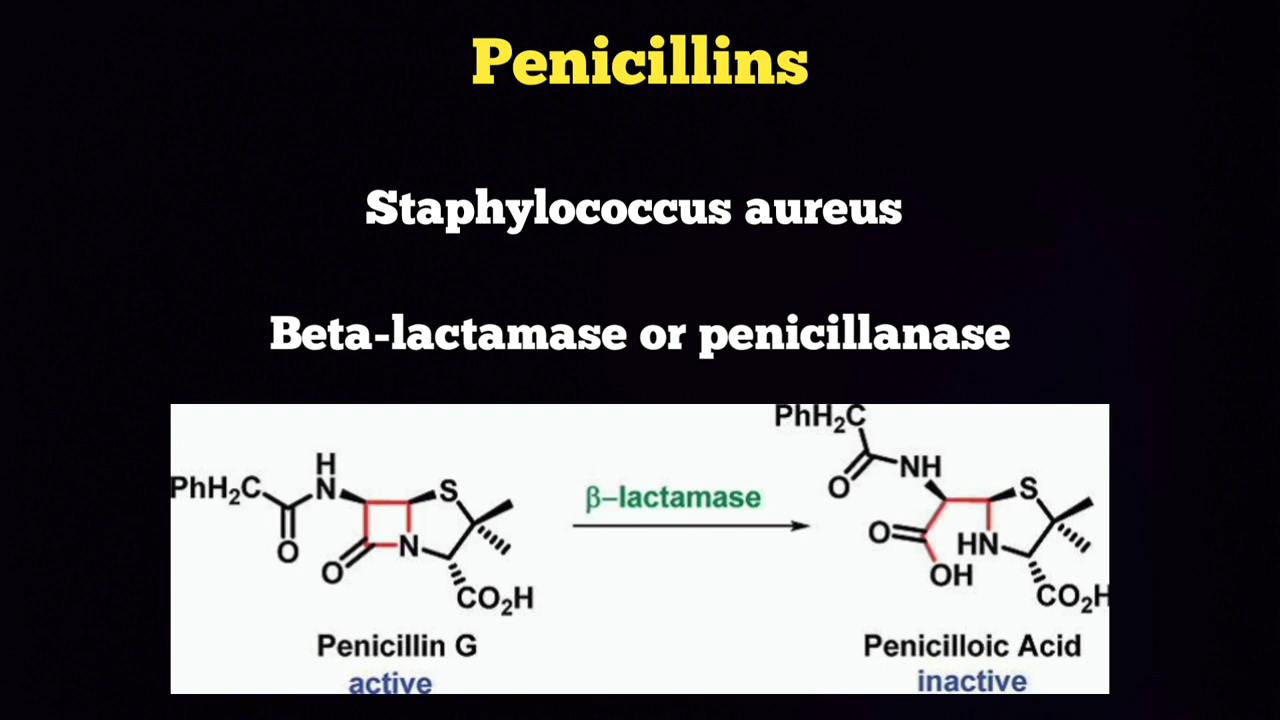 Penicillins
Staphylococcus aureus
Beta-lactamase or penicillanase
PhH₂C
H
N
O
O
S
N
CO₂H
β–lactamase
PhH₂C
O
NH
S
O
OH
HN
CO₂H
Penicillin G
Penicilloic Acid
active
inactive